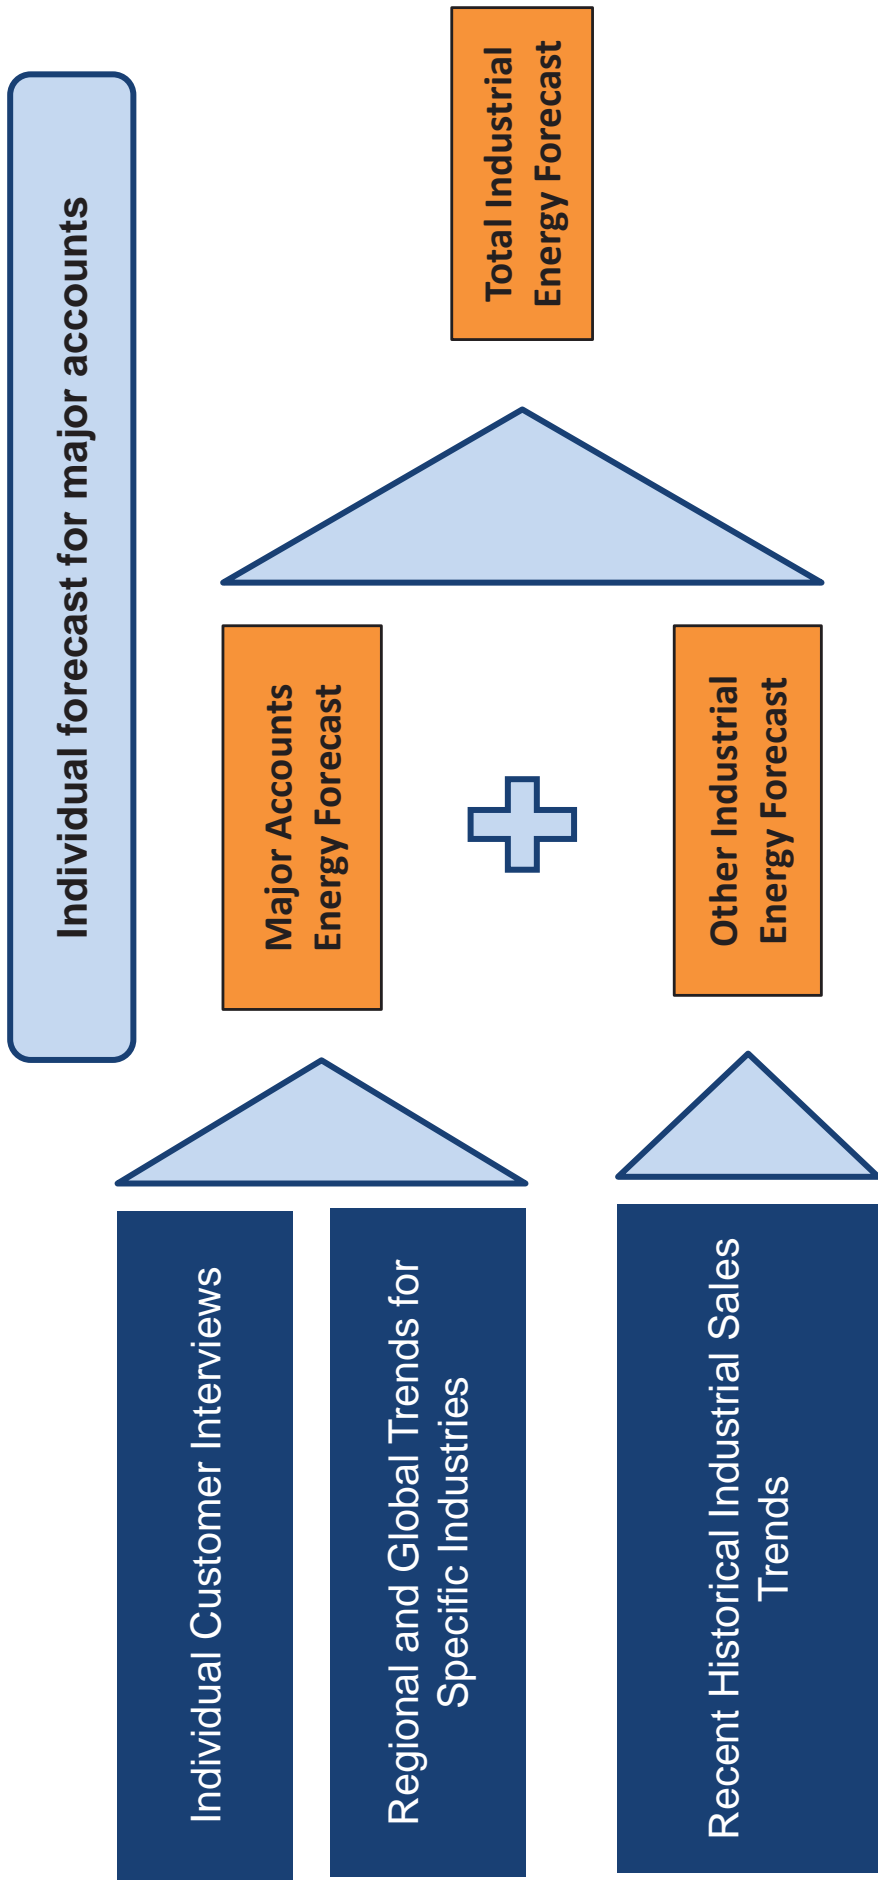 Individual forecast for major accounts
Individual Customer Interviews
Regional and Global Trends for
Specific Industries
Major Accounts
Energy Forecast
Total Industrial
Energy Forecast
Recent Historical Industrial Sales
Trends
Other Industrial
Energy Forecast